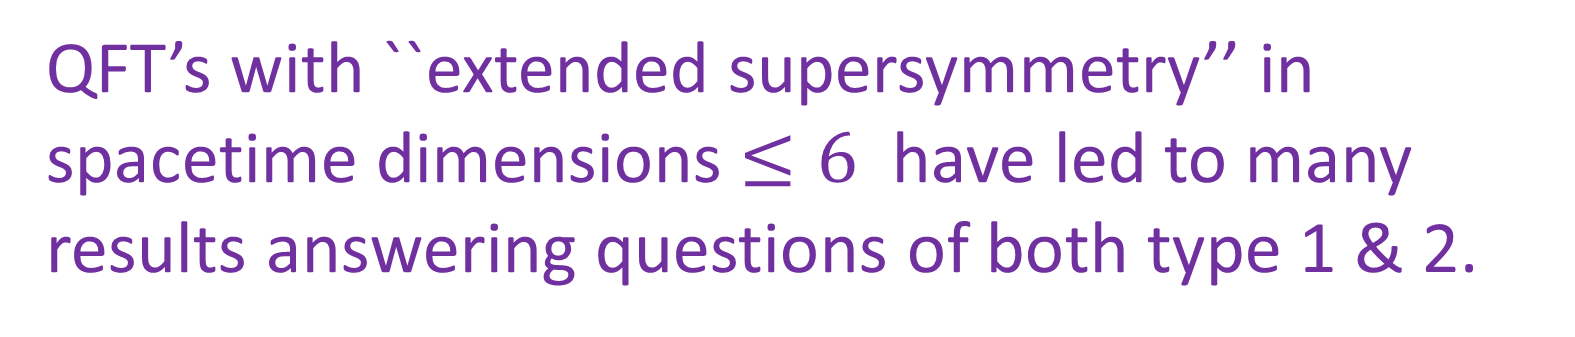 QFT’s with ``extended supersymmetry’’ in
spacetime dimensions ≤ 6 have led to many
results answering questions of both type 1 & 2.